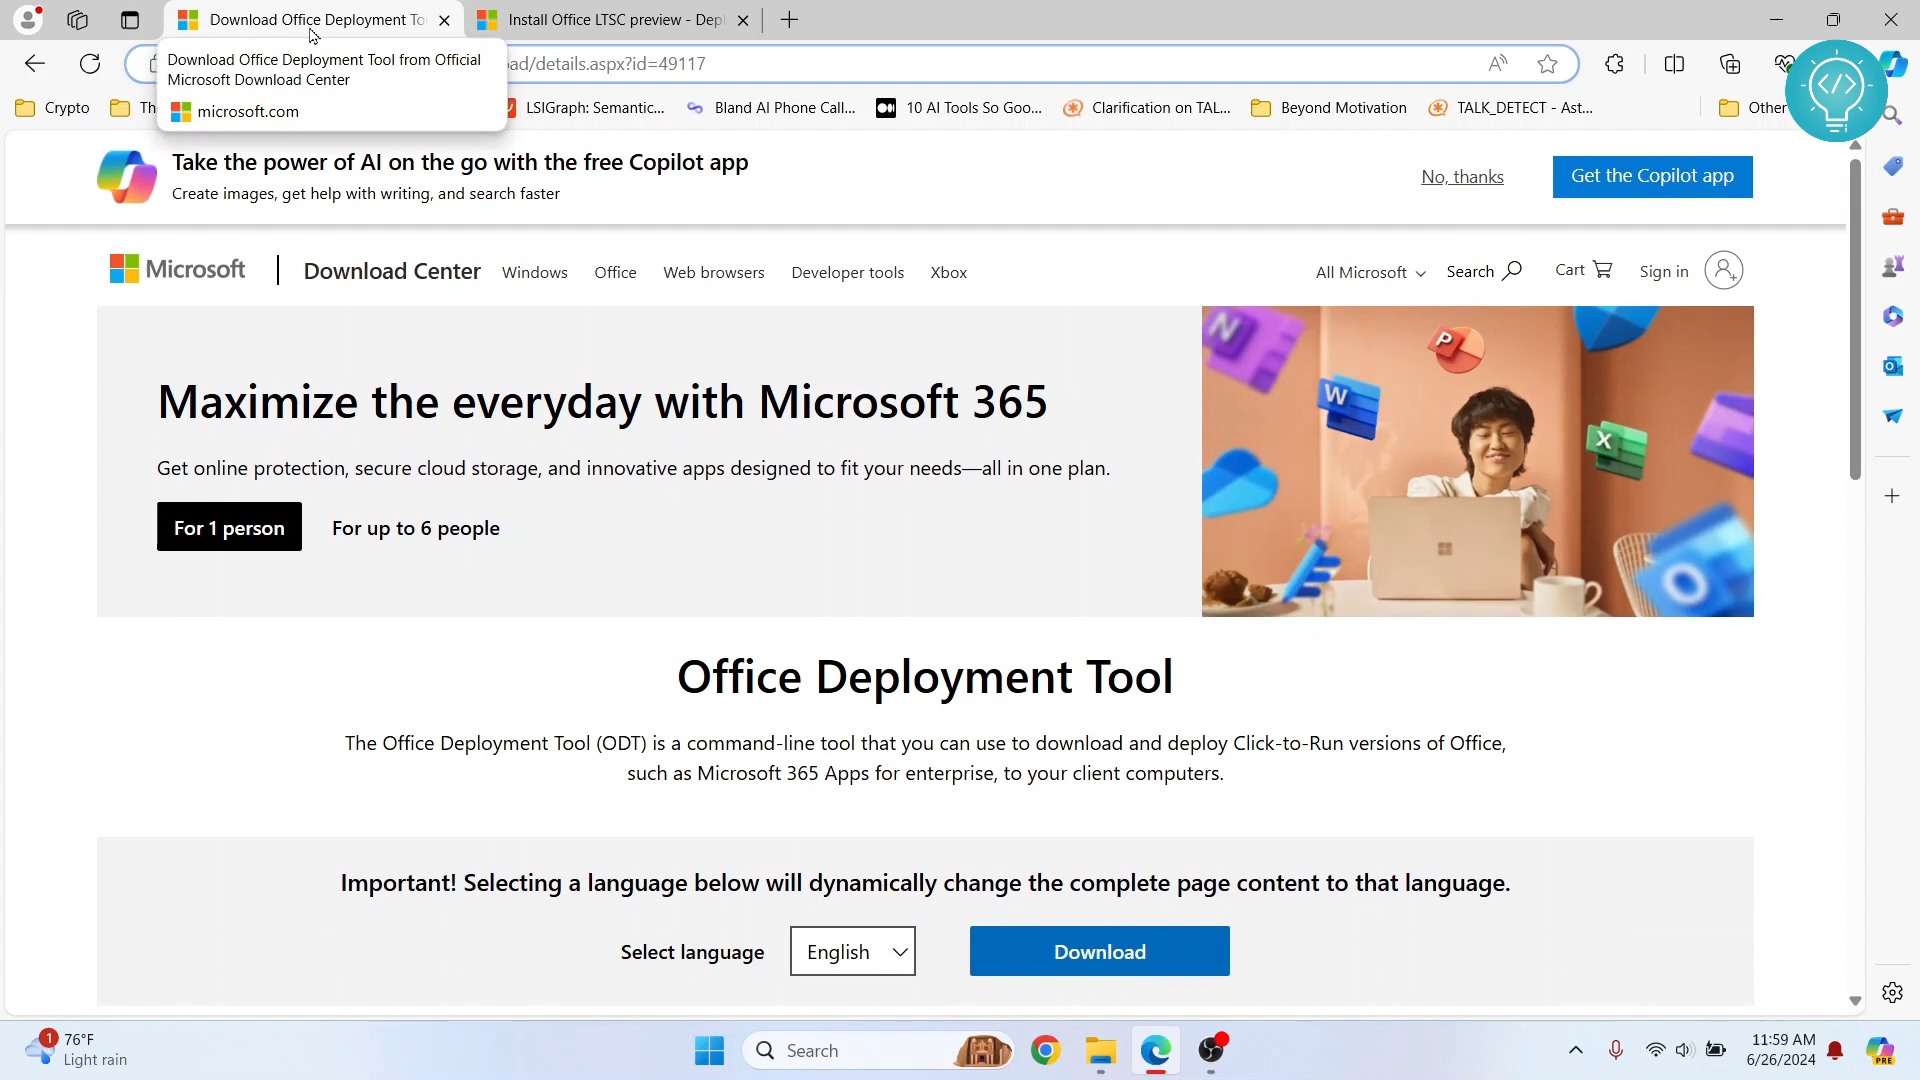 Download Office Deployment To
Install Office LTSC preview - Depl
Download Office Deployment Tool from Official
Microsoft Download Center
microsoft.com
ad/details.aspx?id=49117
Crypto
LSIGraph: Semantic...
Bland AI Phone Call...
10 AI Tools So Goo...
Clarification on TAL...
Beyond Motivation
TALK_DETECT - Ast...
Other
Take the power of AI on the go with the free Copilot app
Create images, get help with writing, and search faster
No, thanks
Get the Copilot app
Microsoft
Download Center
Windows
Office
Web browsers
Developer tools
Xbox
All Microsoft
Search
Cart
Sign in
Maximize the everyday with Microsoft 365
Get online protection, secure cloud storage, and innovative apps designed to fit your needs—all in one plan.
For 1 person
For up to 6 people
N
P
W
X
O
Office Deployment Tool
The Office Deployment Tool (ODT) is a command-line tool that you can use to download and deploy Click-to-Run versions of Office,
such as Microsoft 365 Apps for enterprise, to your client computers.
Important! Selecting a language below will dynamically change the complete page content to that language.
Select language
English
Download
1
76°F
Light rain
Search
11:59 AM
6/26/2024
PRE